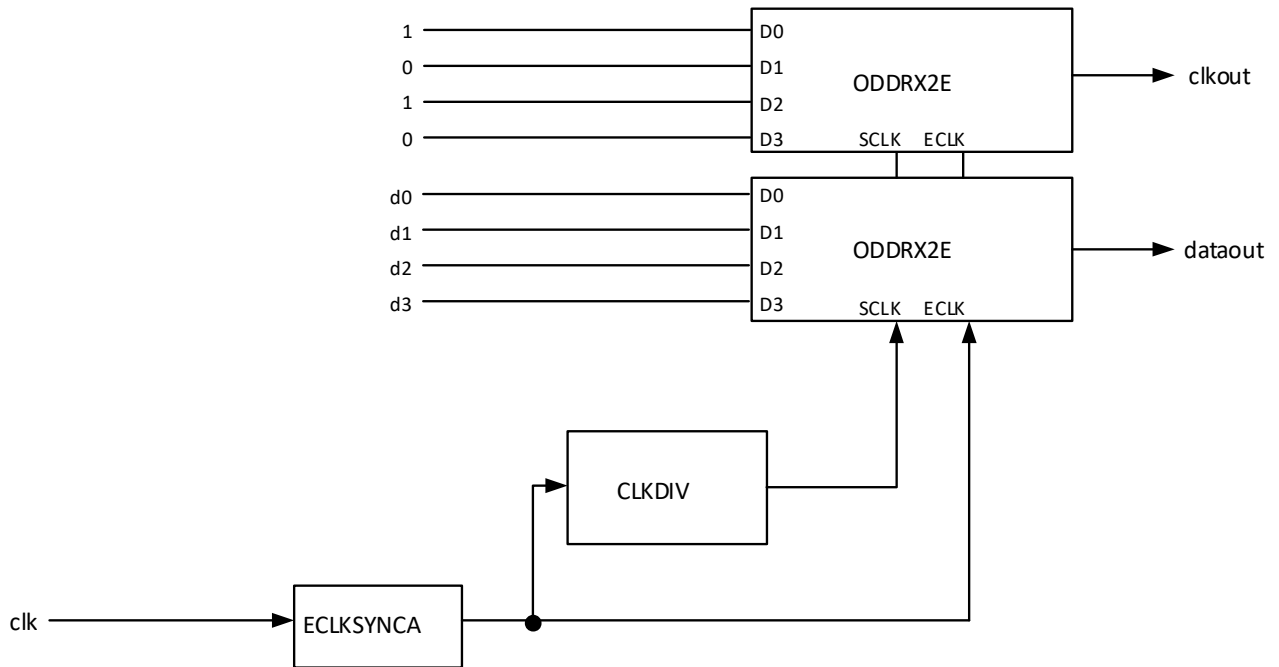 1
D0
0
D1
1
D2
0
D3
ODDRX2E
SCLK ECLK
clkout
d0
D0
d1
D1
d2
D2
d3
D3
ODDRX2E
SCLK ECLK
dataout
CLKDIV
clk
ECLKSYNCA